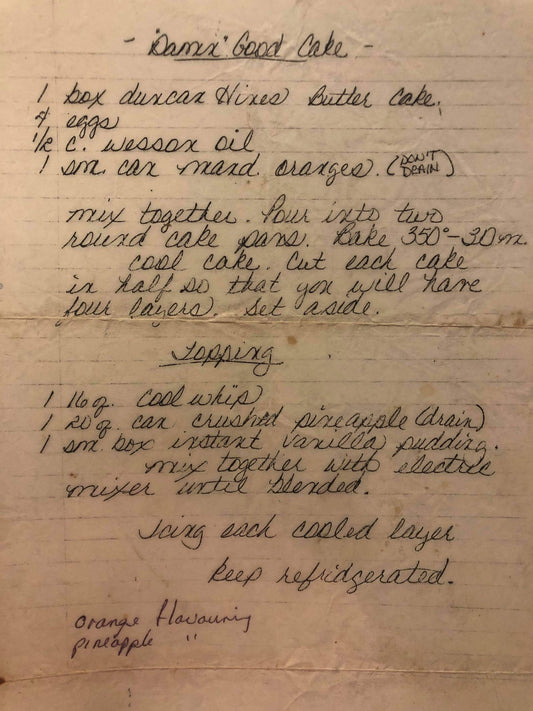 - "Damn" Good Cake -
1 box duncan Hines Butter Cake.
4 eggs
1/2 c. wesson oil
1 sm. can mand. oranges. (DON'T DRAIN)
mix together. Pour into two
round cake pans. Bake 350°-30 m.
cool cake. Cut each cake
in half so that you will have
four layers. Set aside.
Topping
1 16 oz. cool whip
1 20 oz. can crushed pineapple (drain)
1 sm. box instant vanilla pudding.
mix together with electric
mixer until blended.
Icing each cooled layer
Keep refridgerated.
orange flavouring
pineapple "